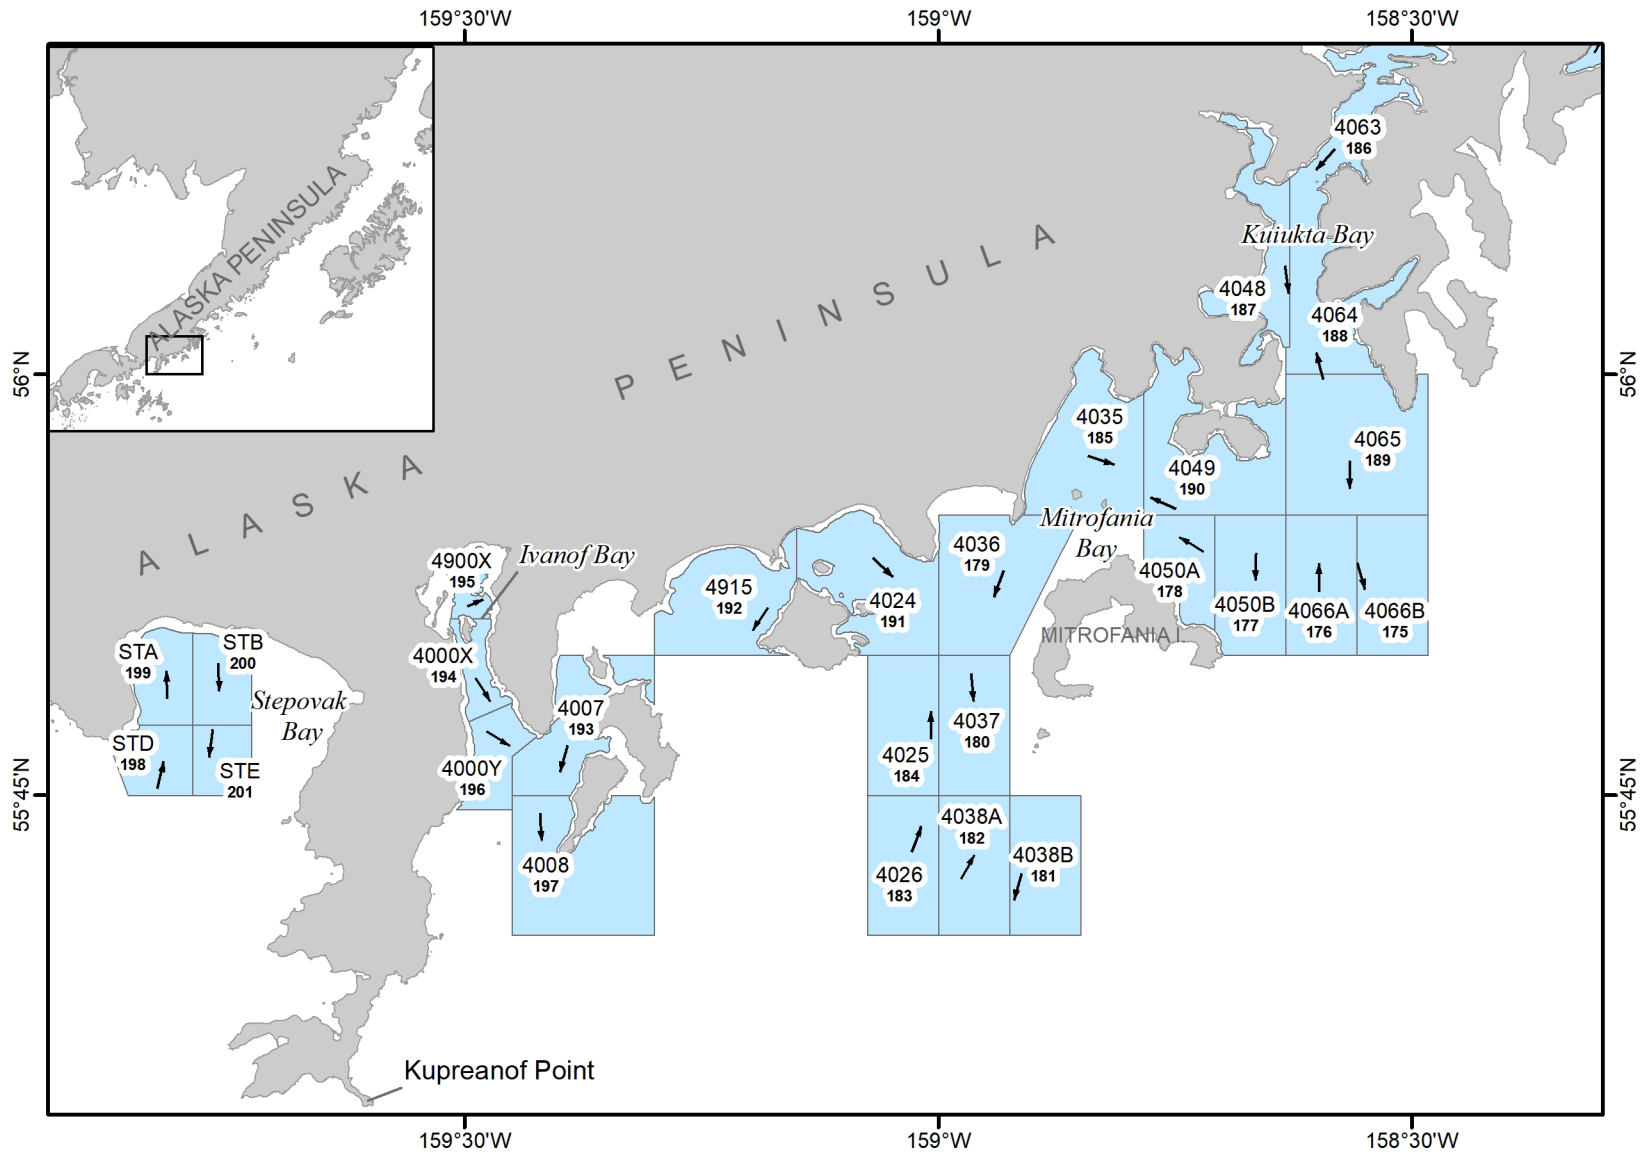 159°30'W
159°W
158°30'W
ALASKA PENINSULA
4063
186
Kuiukta Bay
PENINSULA
4048
187
4064
188
56°N
56°N
4035
185
4065
189
4049
190
ALASKA
Mitrofania
Bay
4036
179
4900X
195
Ivanof Bay
4050A
178
4915
192
4024
191
4050B
177
4066A
176
4066B
175
MITROFANIA I.
STA
199
STB
200
4000X
194
Stepovak
Bay
4007
193
4037
180
STD
198
4025
184
STE
201
4000Y
196
55°45'N
55°45'N
4038A
182
4008
197
4026
183
4038B
181
Kupreanof Point
159°30'W
159°W
158°30'W